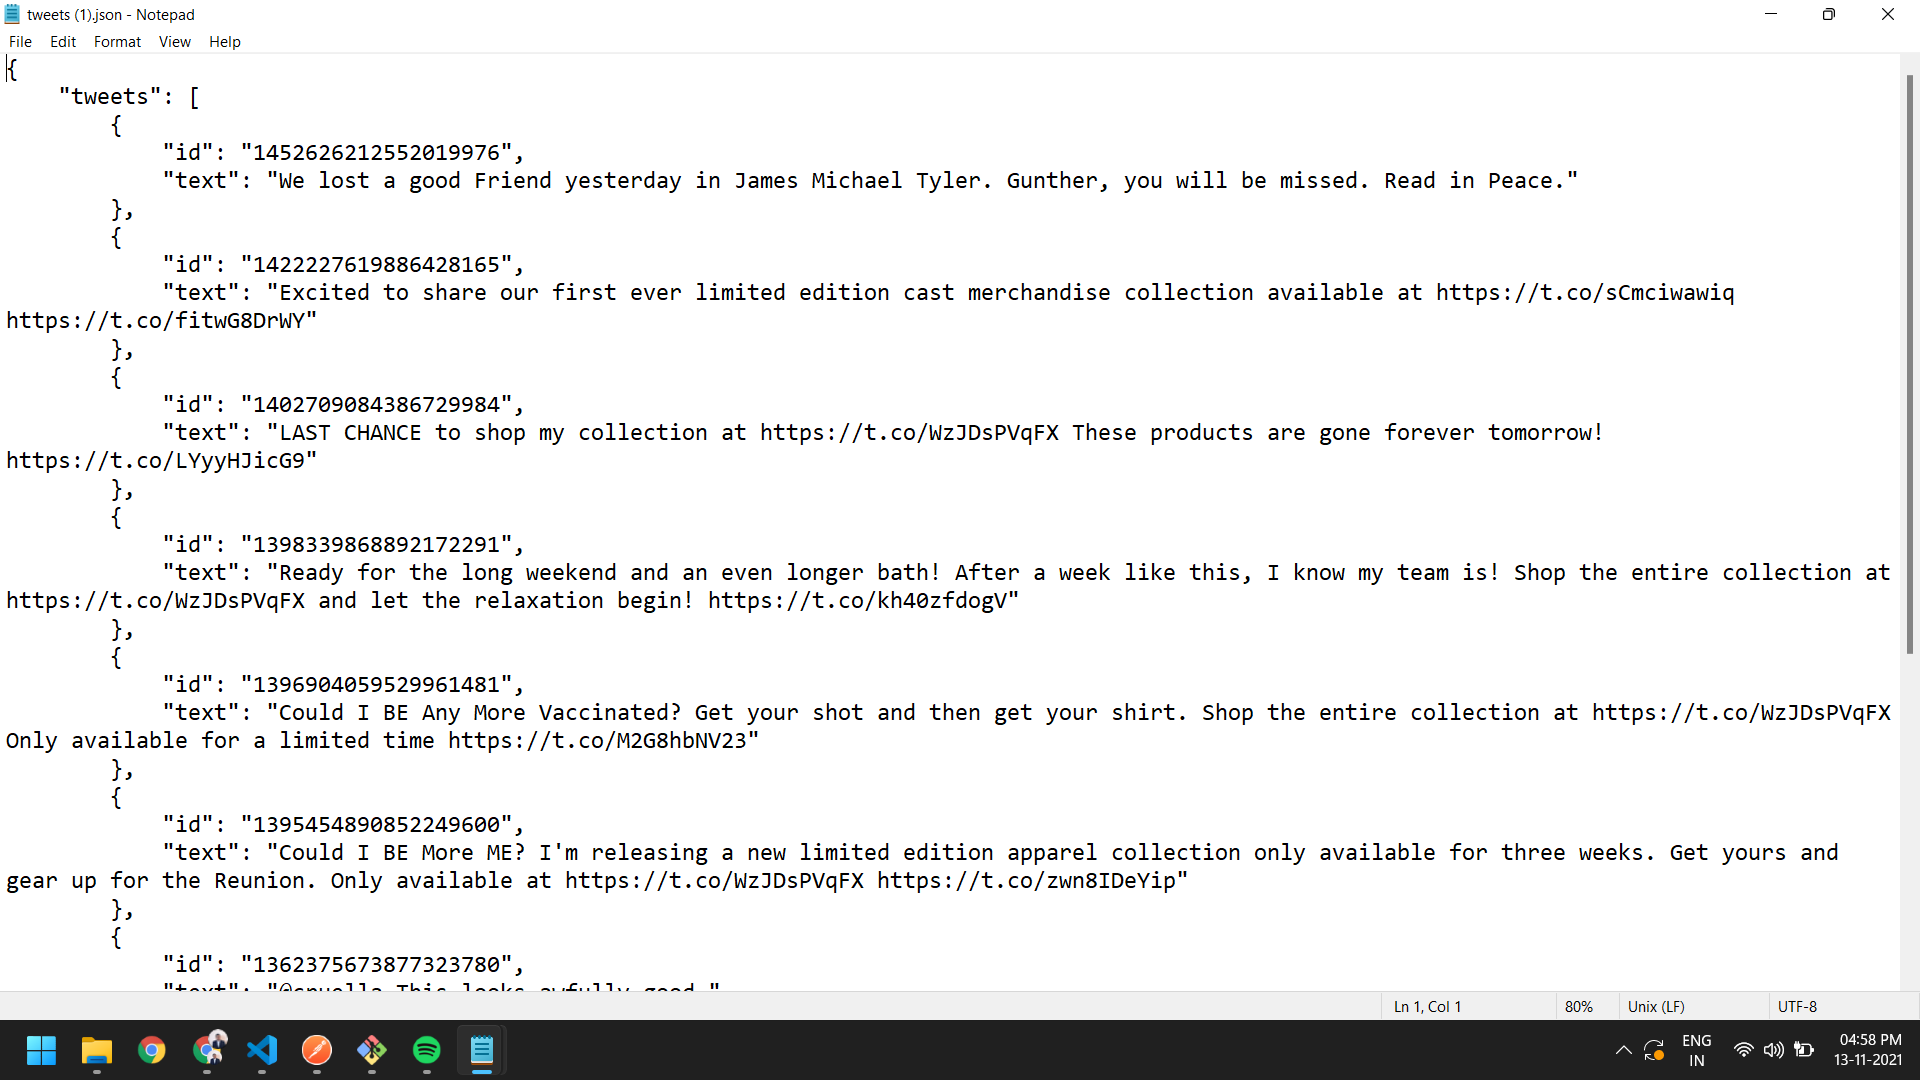 tweets (1).json - Notepad
File Edit Format View Help
{
"tweets": [
{
"id": "1452626212552019976",
"text": "We lost a good Friend yesterday in James Michael Tyler. Gunther, you will be missed. Read in Peace."
},
{
"id": "1422227619886428165",
"text": "Excited to share our first ever limited edition cast merchandise collection available at https://t.co/sCmciwawiq
https://t.co/fitwG8DrWY"
},
{
"id": "1402709084386729984",
"text": "LAST CHANCE to shop my collection at https://t.co/WzJDsPVqFX These products are gone forever tomorrow!
https://t.co/LYyyHJicG9"
},
{
"id": "1398339868892172291",
"text": "Ready for the long weekend and an even longer bath! After a week like this, I know my team is! Shop the entire collection at
https://t.co/WzJDsPVqFX and let the relaxation begin! https://t.co/kh40zfdogV"
},
{
"id": "1396904059529961481",
"text": "Could I BE Any More Vaccinated? Get your shot and then get your shirt. Shop the entire collection at https://t.co/WzJDsPVqFX
Only available for a limited time https://t.co/M2G8hbNV23"
},
{
"id": "1395454890852249600",
"text": "Could I BE More ME? I'm releasing a new limited edition apparel collection only available for three weeks. Get yours and
gear up for the Reunion. Only available at https://t.co/WzJDsPVqFX https://t.co/zwn8IDeYip"
},
{
"id": "1362375673877323780",
"text": "@cruella This looks awfully good."
Ln 1, Col 1 80% Unix (LF) UTF-8
ENG
IN
04:58 PM
13-11-2021